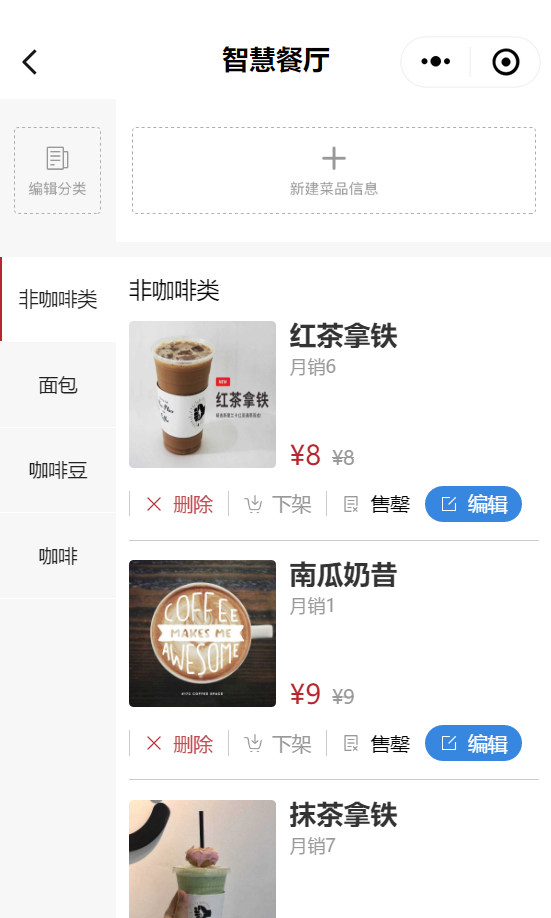 智慧餐厅
编辑分类
新建菜品信息
非咖啡类
面包
咖啡豆
咖啡
非咖啡类
NEW
红茶拿铁
红茶拿铁
月销6
¥8 ¥8
删除 下架 售罄 编辑
COFFEE
MAKES ME
AWESOME
南瓜奶昔
月销1
¥9 ¥9
删除 下架 售罄 编辑
抹茶拿铁
月销7